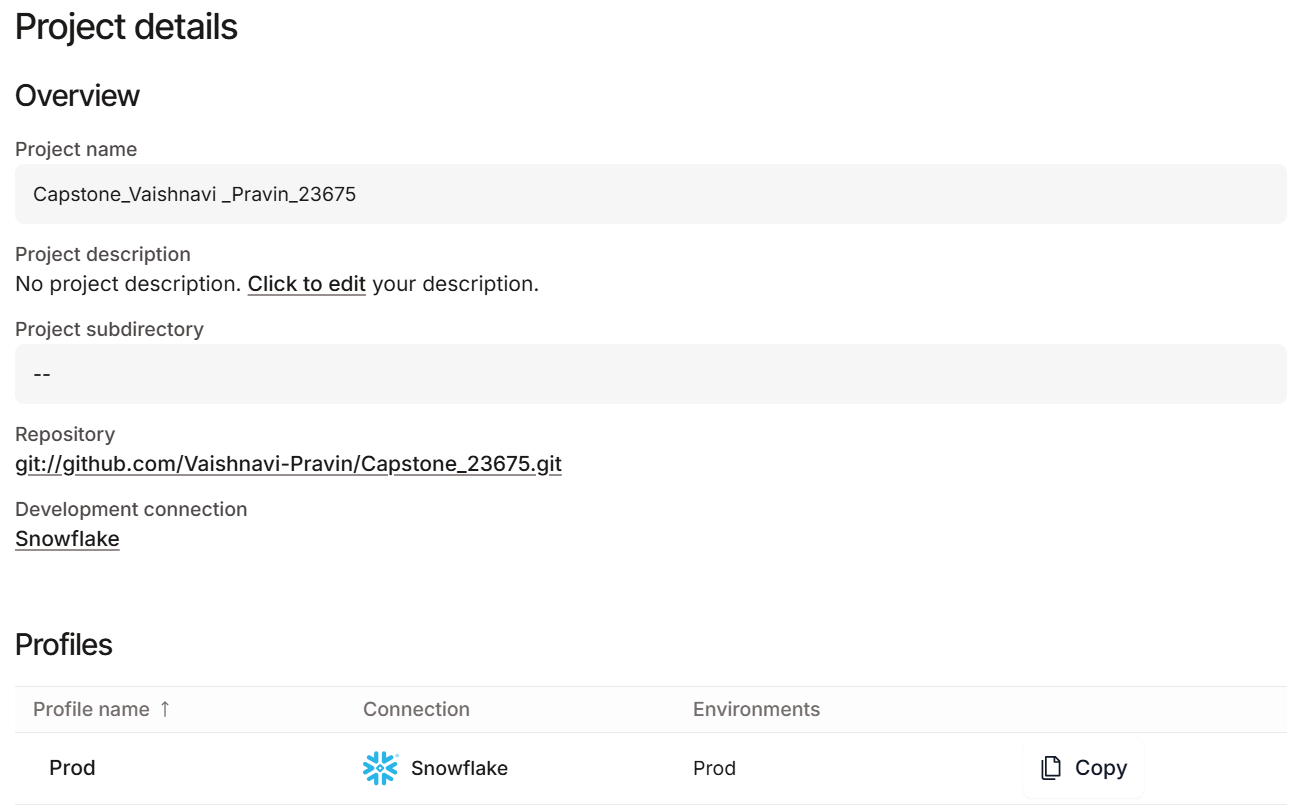 Project details
Overview
Project name
Capstone_Vaishnavi _Pravin_23675
Project description
No project description. Click to edit your description.
Project subdirectory
--
Repository
git://github.com/Vaishnavi-Pravin/Capstone_23675.git
Development connection
Snowflake
Profiles
Profile name ↑ Connection Environments
Prod Snowflake Prod Copy